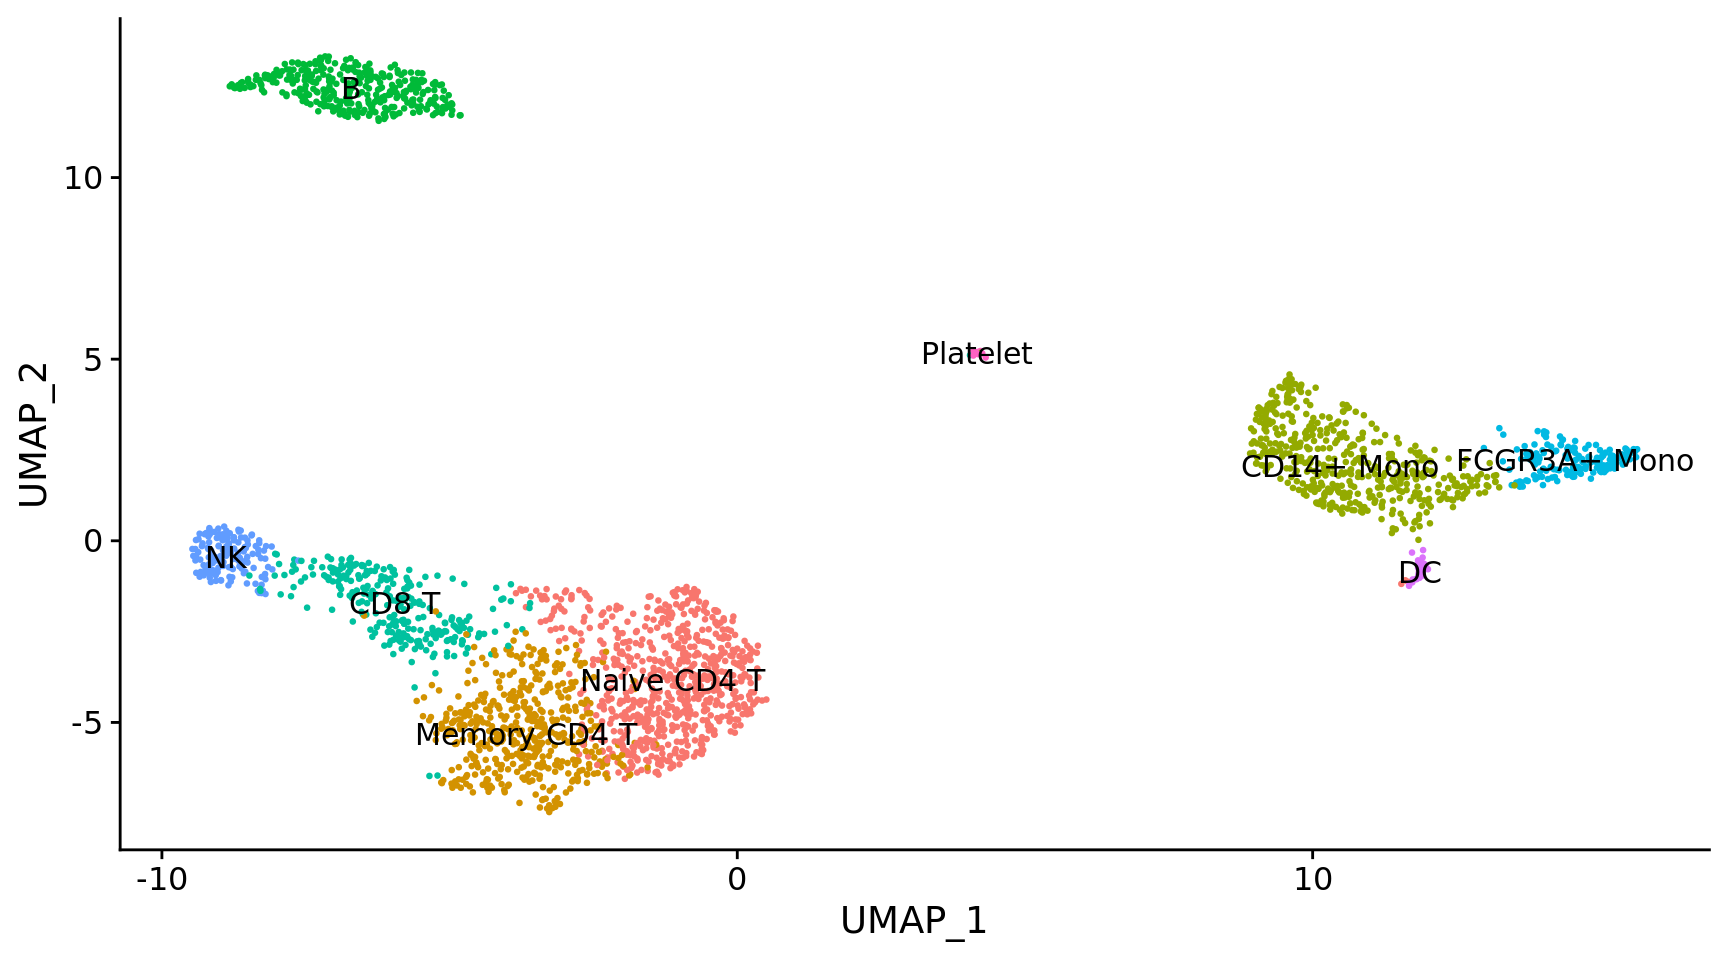 B
10
Platelet
5
CD14+ Mono
FCGR3A+ Mono
UMAP_2
0
NK
DC
CD8 T
Naive CD4 T
-5
Memory CD4 T
-10
0
10
UMAP_1